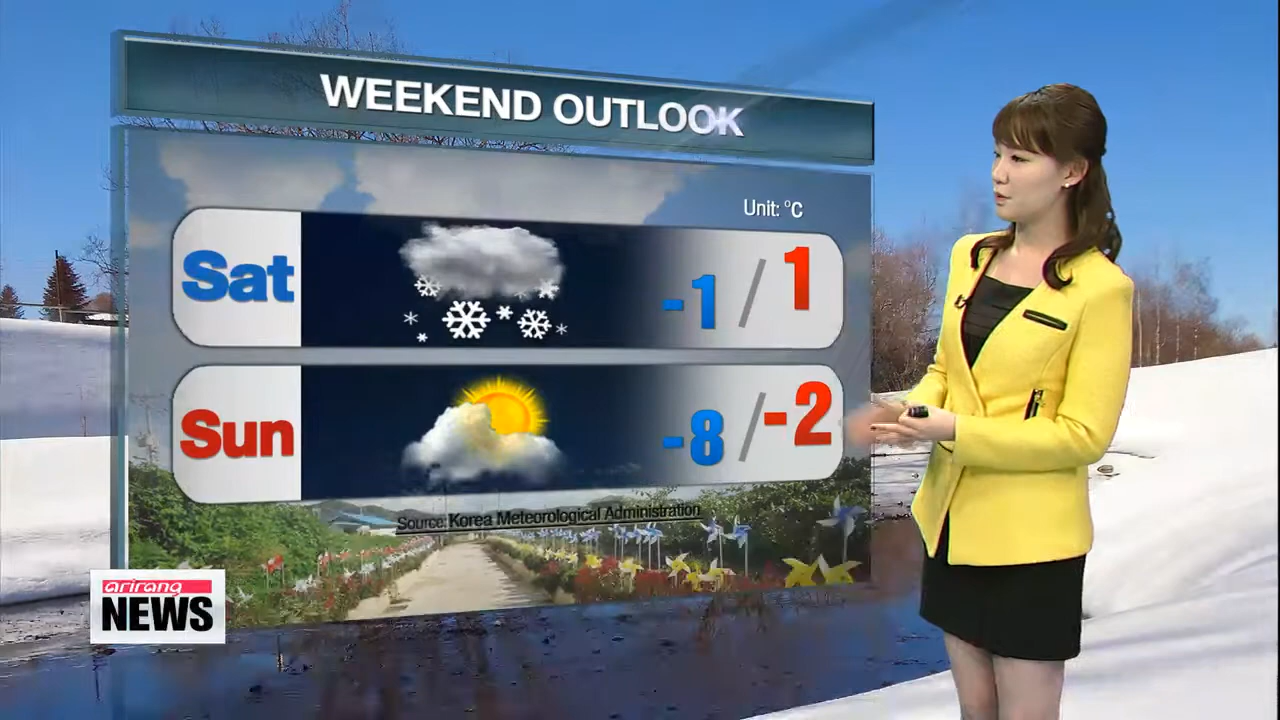 WEEKEND OUTLOOK
Unit: °C
Sat -1 / 1
Sun -8 / -2
Source: Korea Meteorological Administration
arirang
NEWS